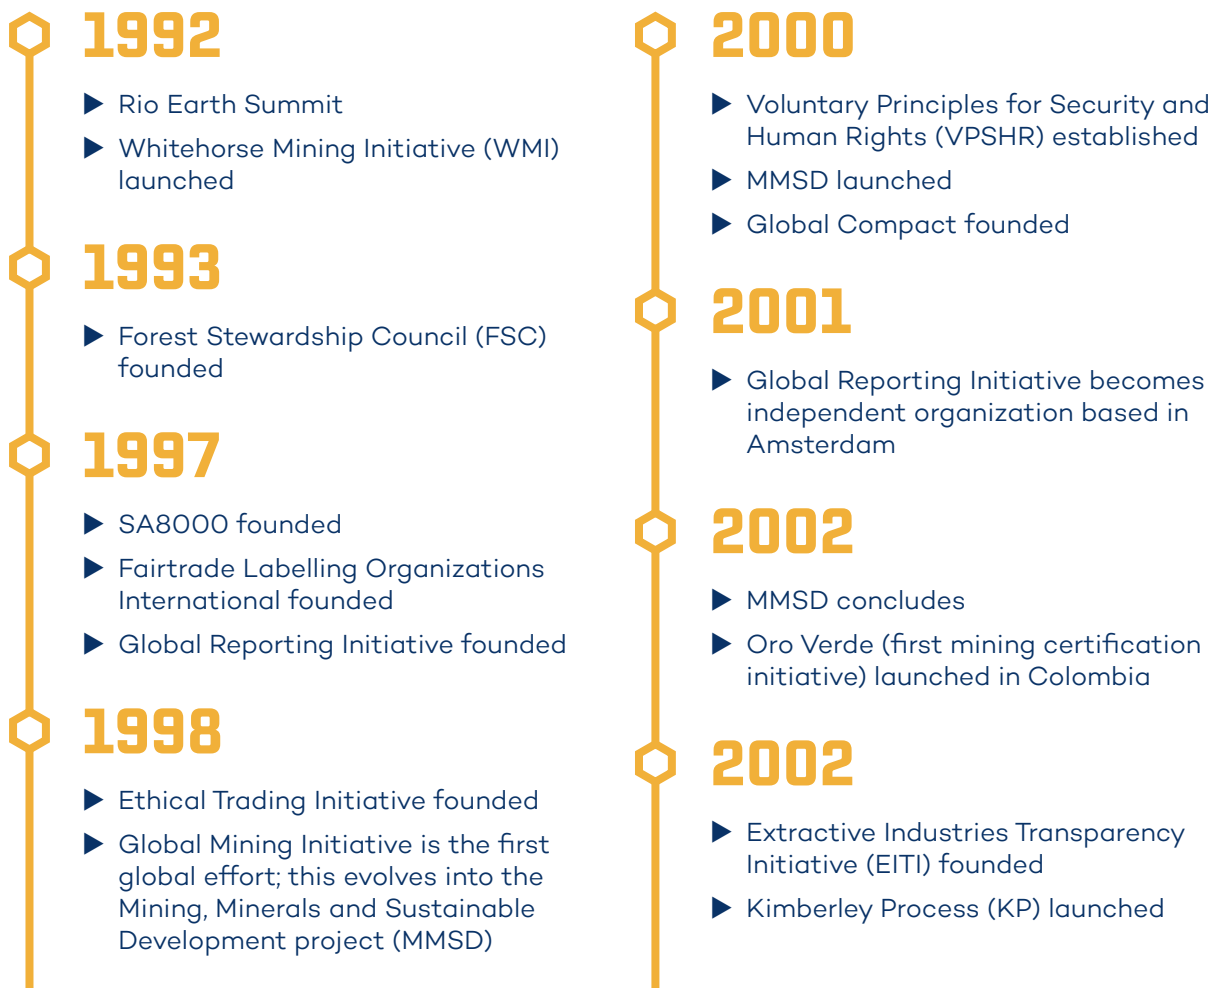 1992
Rio Earth Summit
Whitehorse Mining Initiative (WMI)
launched
1993
Forest Stewardship Council (FSC)
founded
1997
SA8000 founded
Fairtrade Labelling Organizations
International founded
Global Reporting Initiative founded
1998
Ethical Trading Initiative founded
Global Mining Initiative is the first
global effort; this evolves into the
Mining, Minerals and Sustainable
Development project (MMSD)
2000
Voluntary Principles for Security and
Human Rights (VPSHR) established
MMSD launched
Global Compact founded
2001
Global Reporting Initiative becomes
independent organization based in
Amsterdam
2002
MMSD concludes
Oro Verde (first mining certification
initiative) launched in Colombia
2002
Extractive Industries Transparency
Initiative (EITI) founded
Kimberley Process (KP) launched